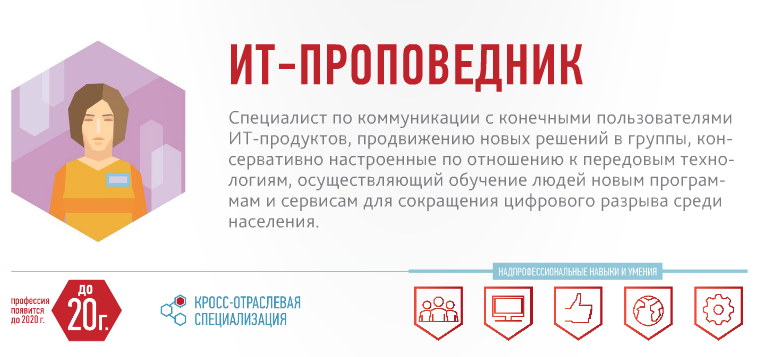 ИТ-ПРОПОВЕДНИК
Специалист по коммуникации с конечными пользователями
ИТ-продуктов, продвижению новых решений в группы, кон-
сервативно настроенные по отношению к передовым техно-
логиям, осуществляющий обучение людей новым програм-
мам и сервисам для сокращения цифрового разрыва среди
населения.
НАДПРОФЕССИОНАЛЬНЫЕ НАВЫКИ И УМЕНИЯ
профессия
появится
до 2020 г.
до
20г.
КРОСС-ОТРАСЛЕВАЯ
СПЕЦИАЛИЗАЦИЯ